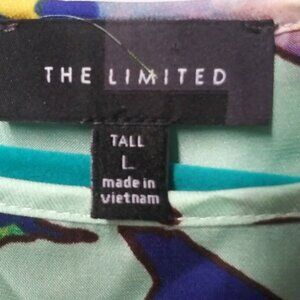 THE LIMITED
TALL
L
made in
vietnam